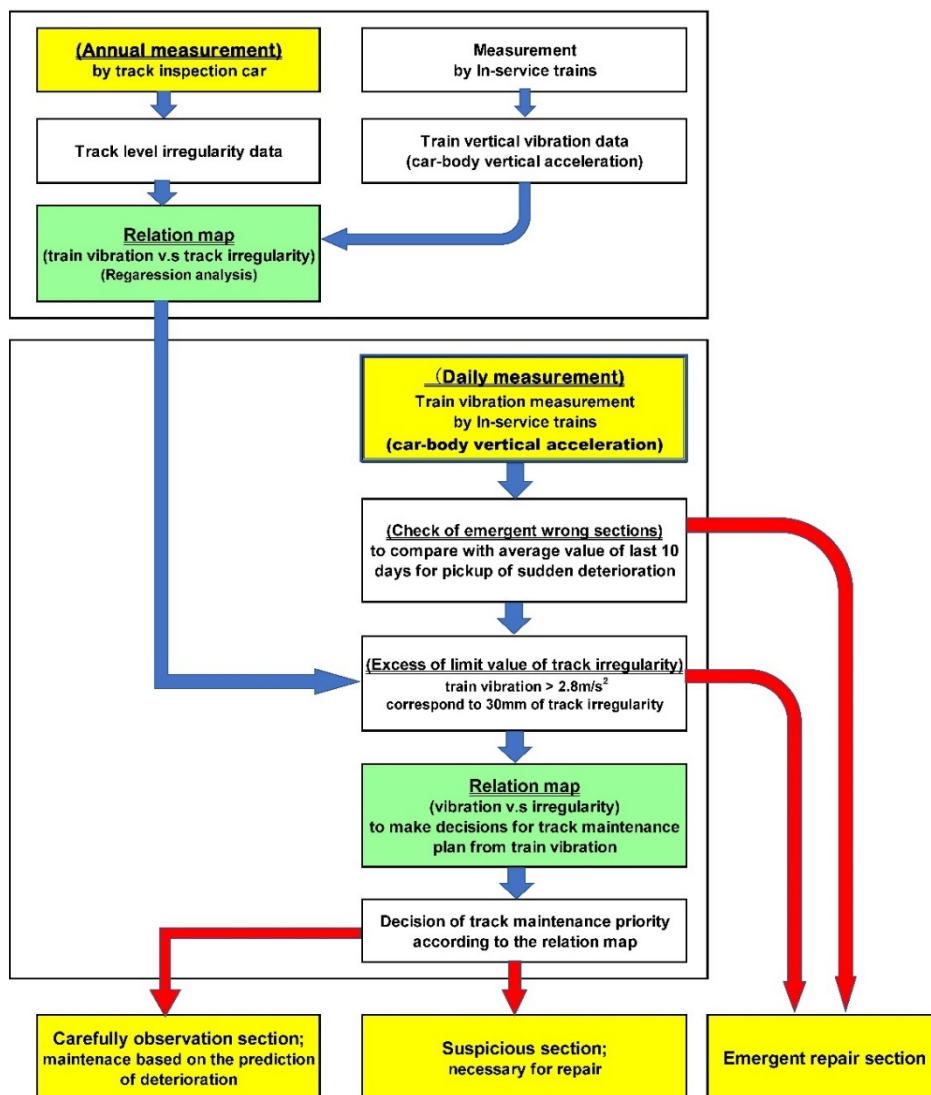 (Annual measurement)
by track inspection car
Measurement
by In-service trains
Track level irregularity data
Train vertical vibration data
(car-body vertical acceleration)
Relation map
(train vibration v.s track irregularity)
(Regaression analysis)
(Daily measurement)
Train vibration measurement
by In-service trains
(car-body vertical acceleration)
(Check of emergent wrong sections)
to compare with average value of last 10
days for pickup of sudden deterioration
(Excess of limit value of track irregularity)
train vibration > 2.8m/s²
correspond to 30mm of track irregularity
Relation map
(vibration v.s irregularity)
to make decisions for track maintenance
plan from train vibration
Decision of track maintenance priority
according to the relation map
Carefully observation section;
maintenace based on the prediction
of deterioration
Suspicious section;
necessary for repair
Emergent repair section